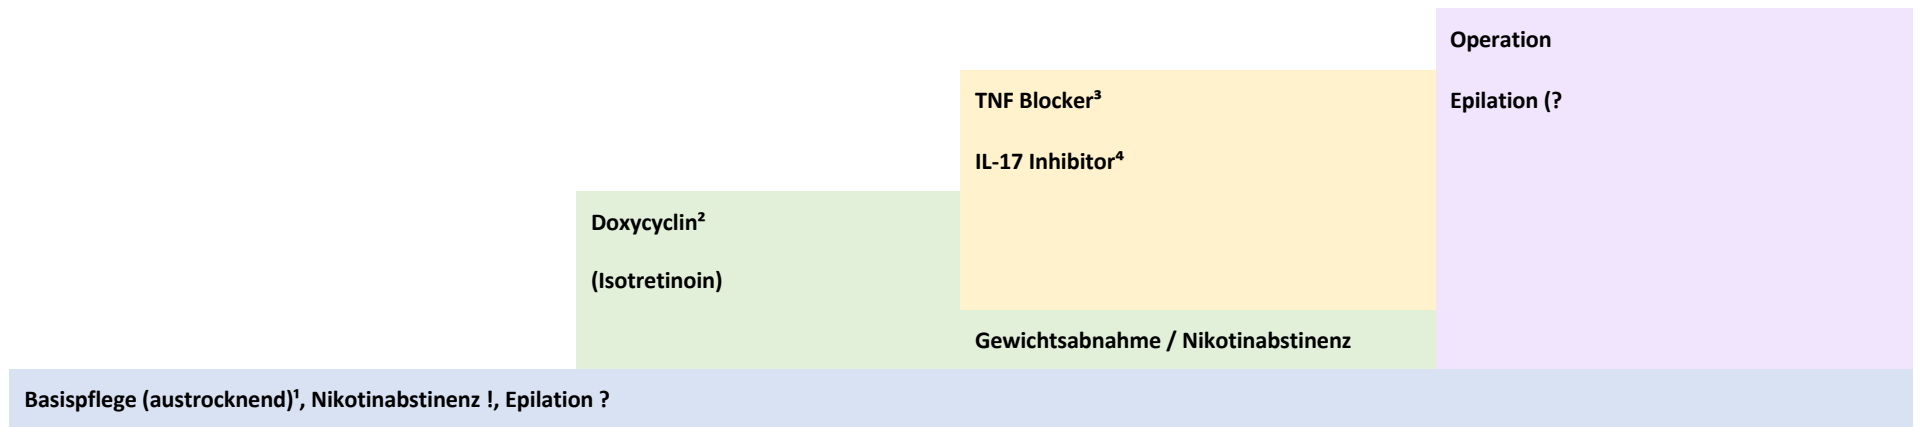 Operation
TNF Blocker³
Epilation (?
IL-17 Inhibitor⁴
Doxycyclin²
(Isotretinoin)
Gewichtsabnahme / Nikotinabstinenz
Basispflege (austrocknend)¹, Nikotinabstinenz !, Epilation ?